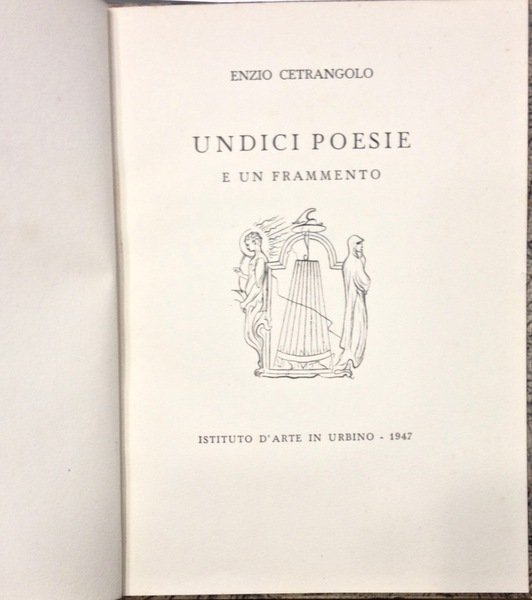 ENZIO CETRANGOLO
UNDICI POESIE
E UN FRAMMENTO
ISTITUTO D'ARTE IN URBINO - 1947